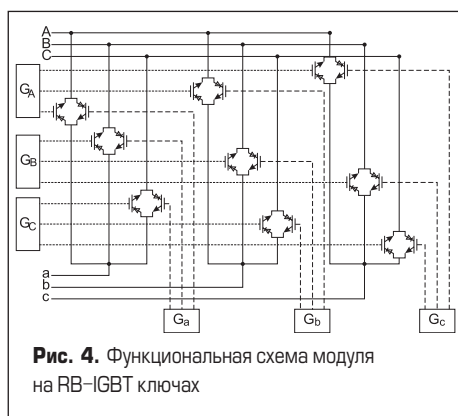 A
B
C
GA
GB
GC
a
b
c
Ga
Gb
Gc
Рис. 4. Функциональная схема модуля
на RB-IGBT ключах